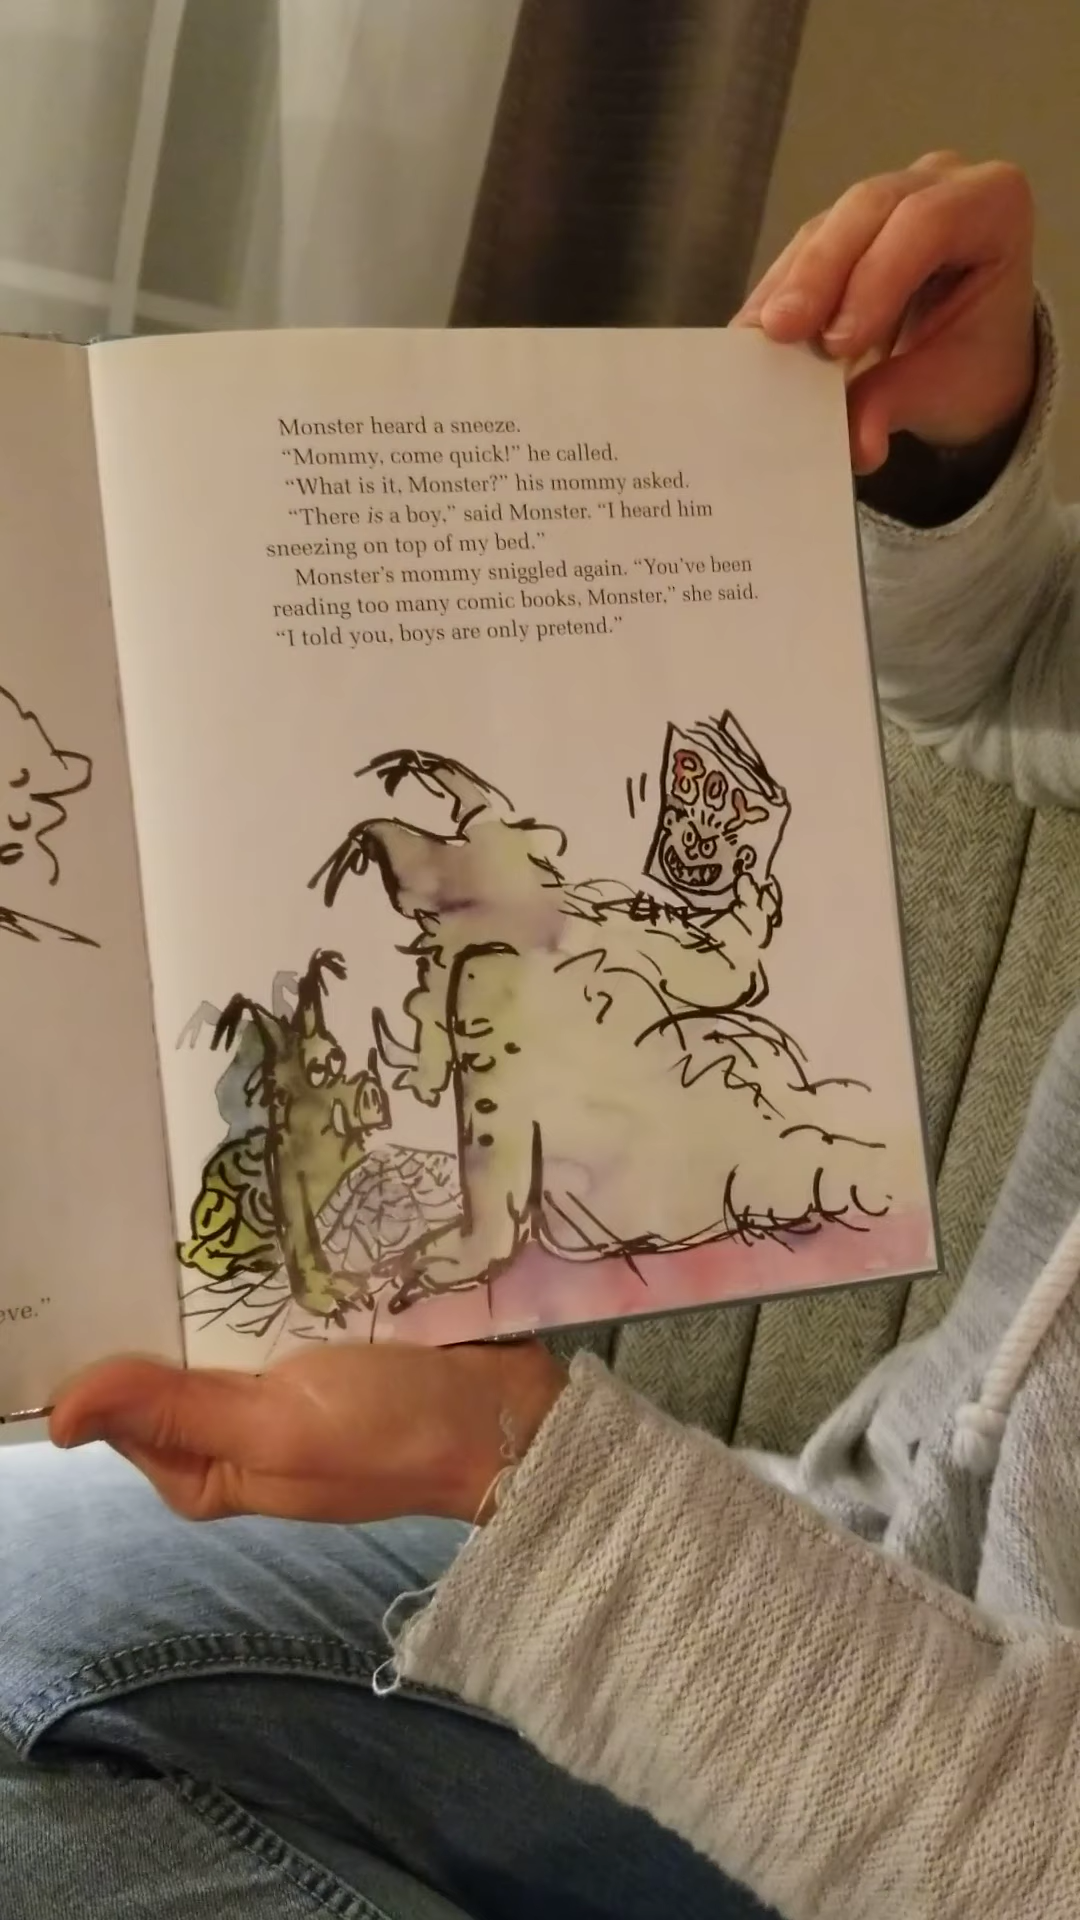 Monster heard a sneeze.
“Mommy, come quick!” he called.
“What is it, Monster?” his mommy asked.
“There is a boy,” said Monster. “I heard him
sneezing on top of my bed.”
Monster’s mommy sniggled again. “You’ve been
reading too many comic books, Monster,” she said.
“I told you, boys are only pretend.”
BOY